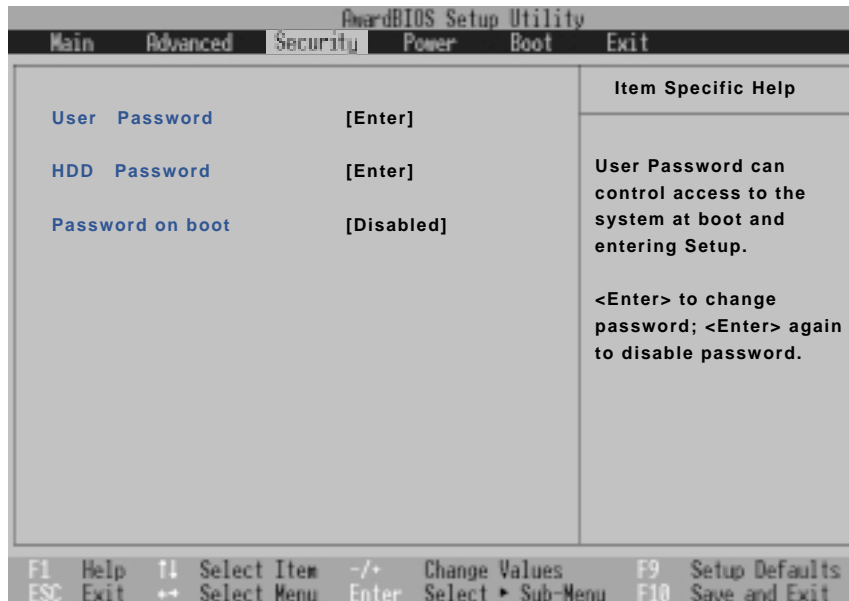 AwardBIOS Setup Utility
Main Advanced Security Power Boot Exit
Item Specific Help
User Password [Enter]
HDD Password [Enter]
Password on boot [Disabled]
User Password can
control access to the
system at boot and
entering Setup.
<Enter> to change
password; <Enter> again
to disable password.
F1 Help ↑↓ Select Item -/+ Change Values F9 Setup Defaults
ESC Exit ←→ Select Menu Enter Select ▸ Sub-Menu F10 Save and Exit